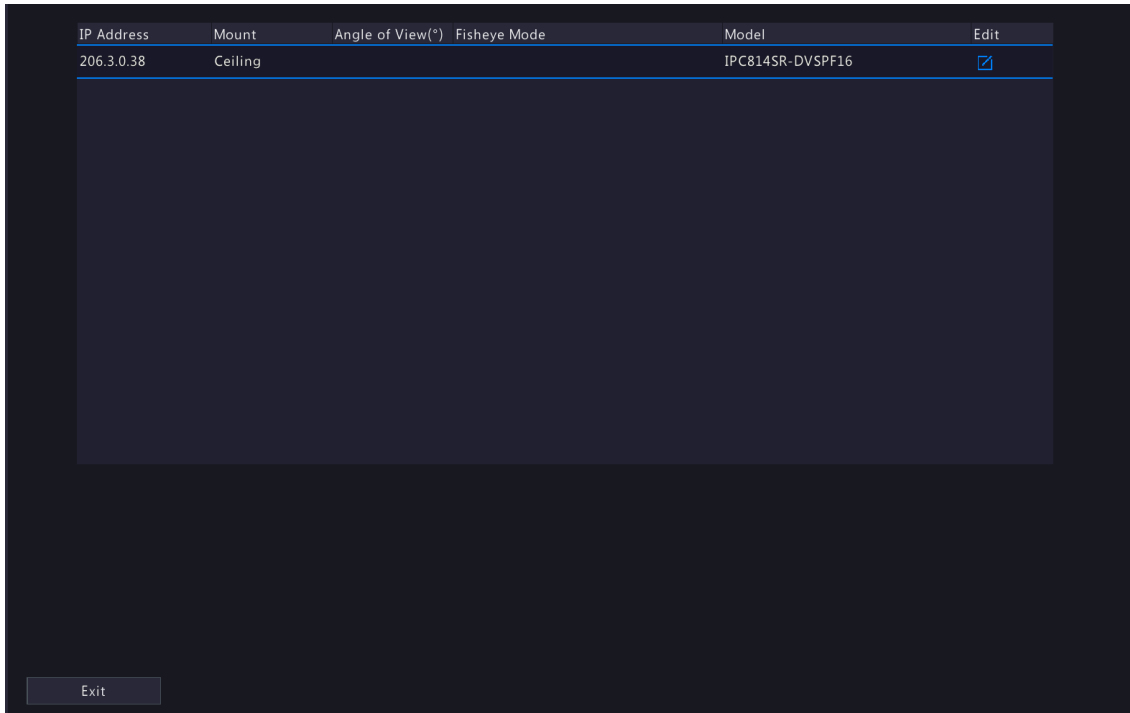 IP Address Mount Angle of View(°) Fisheye Mode Model Edit
206.3.0.38 Ceiling IPC814SR-DVSPF16
Exit